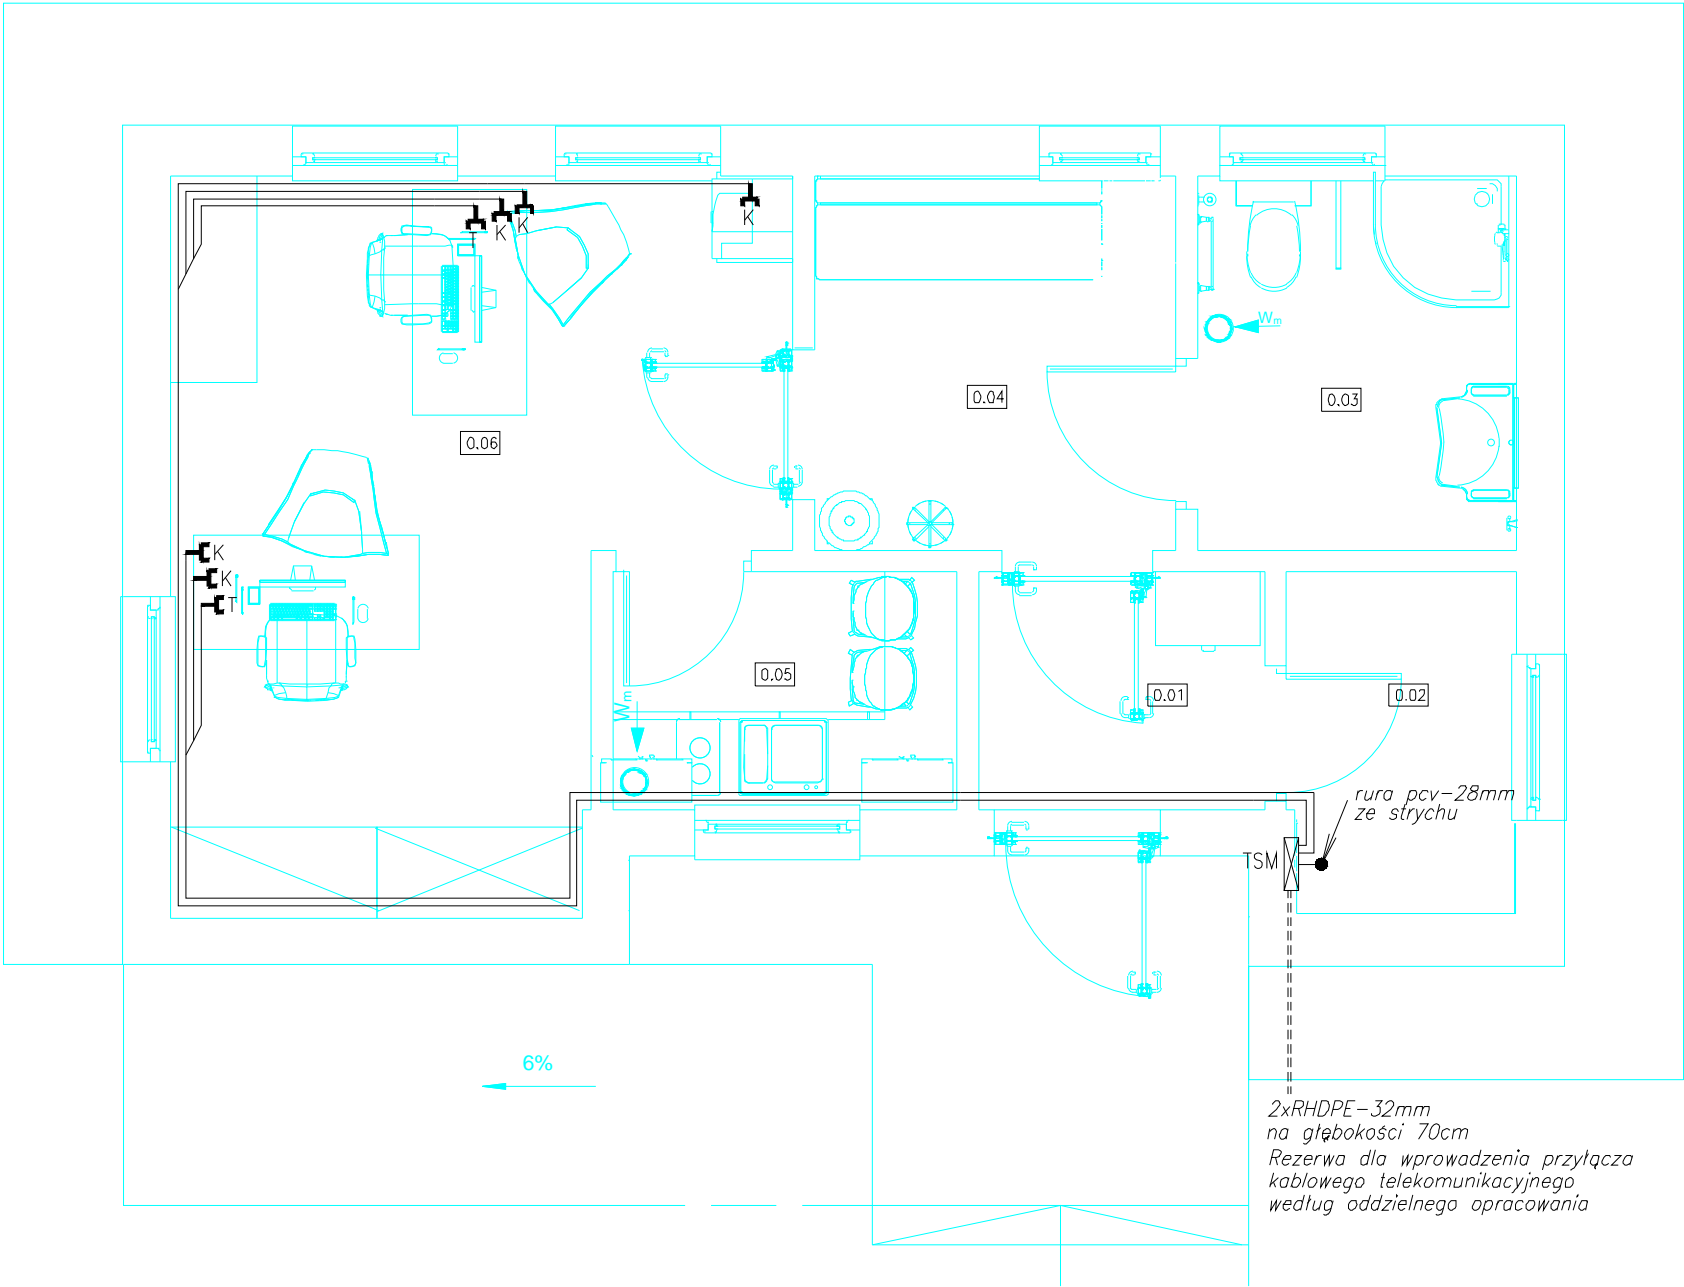 K
T
K
K
Wm
0.04
0.03
0.06
K
K
T
0.05
Wm
0.01
0.02
rura pcv-28mm
ze strychu
TSM
6%
2xRHDPE-32mm
na głębokości 70cm
Rezerwa dla wprowadzenia przyłącza
kablowego telekomunikacyjnego
według oddzielnego opracowania